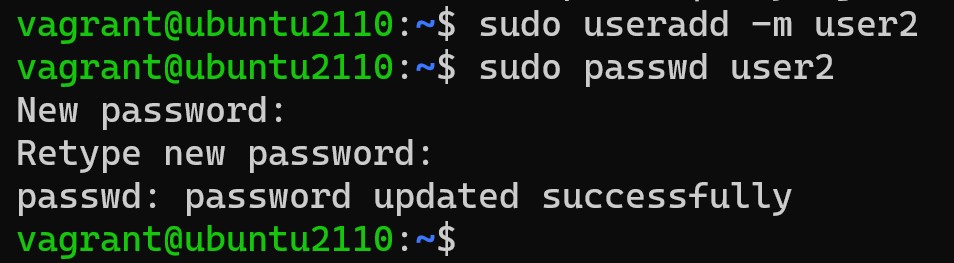 vagrant@ubuntu2110:~$ sudo useradd -m user2
vagrant@ubuntu2110:~$ sudo passwd user2
New password:
Retype new password:
passwd: password updated successfully
vagrant@ubuntu2110:~$